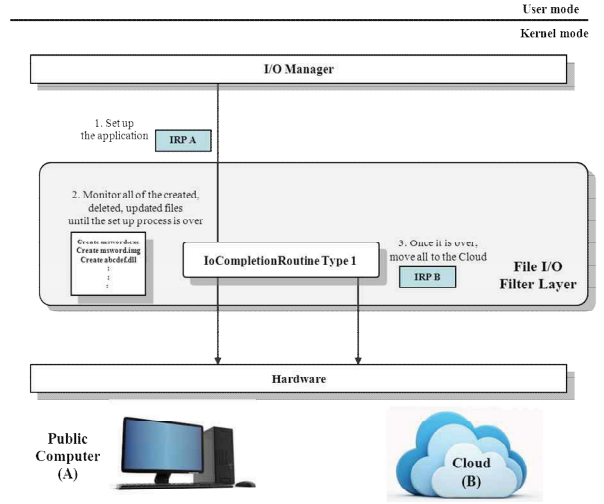 User mode
Kernel mode
I/O Manager
1. Set up
the application
IRP A
2. Monitor all of the created,
deleted, updated files
until the set up process is over
Create msword.img
Create abcdef.dll
:
:
:
IoCompletionRoutine Type 1
3. Once it is over,
move all to the Cloud
IRP B
File I/O
Filter Layer
Hardware
Public
Computer
(A)
Cloud
(B)